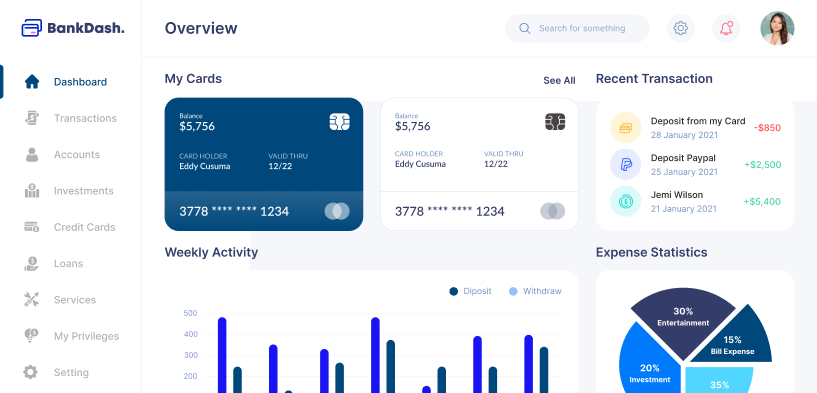 BankDash.
Overview
Search for something
Dashboard
Transactions
Accounts
Investments
Credit Cards
Loans
Services
My Privileges
Setting
My Cards
See All
Balance
$5,756
CARD HOLDER
Eddy Cusuma
VALID THRU
12/22
3778 **** **** 1234
Balance
$5,756
CARD HOLDER
Eddy Cusuma
VALID THRU
12/22
3778 **** **** 1234
Recent Transaction
Deposit from my Card
28 January 2021
-$850
Deposit Paypal
25 January 2021
+$2,500
Jemi Wilson
21 January 2021
+$5,400
Weekly Activity
Diposit
Withdraw
500
400
300
200
Expense Statistics
30%
Entertainment
15%
Bill Expense
20%
Investment
35%